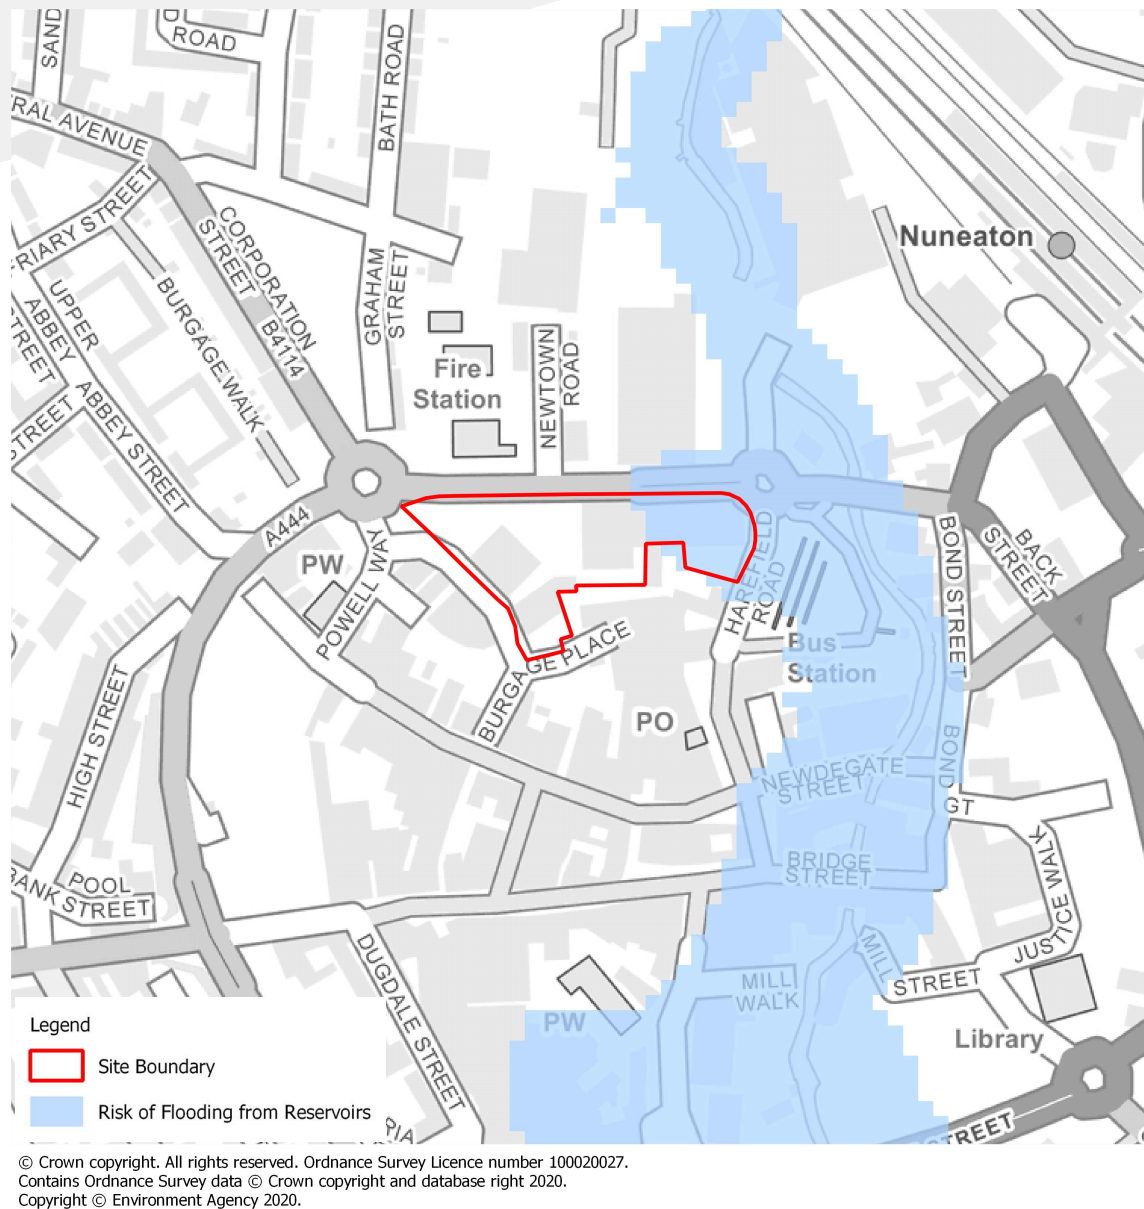 SAND
D
ROAD
BATH ROAD
RAL AVENUE
RIARY STREET
CORPORATION
STREET
B4114
GRAHAM
STREET
Nuneaton
UPPER
ABBEY
STREET
BURGAGE WALK
Fire
Station
NEWTOWN
ROAD
ABBEY STREET
STREET
A444
PW
POWELL WAY
HAREFIELD
ROAD
BOND STREET
BACK
STREET
BURGAGE PLACE
Bus
Station
HIGH STREET
PO
BOND
GT
NEWDEGATE
STREET
BRIDGE
STREET
JUSTICE WALK
BANK STREET
POOL
DUGDALE STREET
MILL
STREET
MILL
WALK
PW
Library
STREET
RIA
Legend
Site Boundary
Risk of Flooding from Reservoirs
© Crown copyright. All rights reserved. Ordnance Survey Licence number 100020027.
Contains Ordnance Survey data © Crown copyright and database right 2020.
Copyright © Environment Agency 2020.